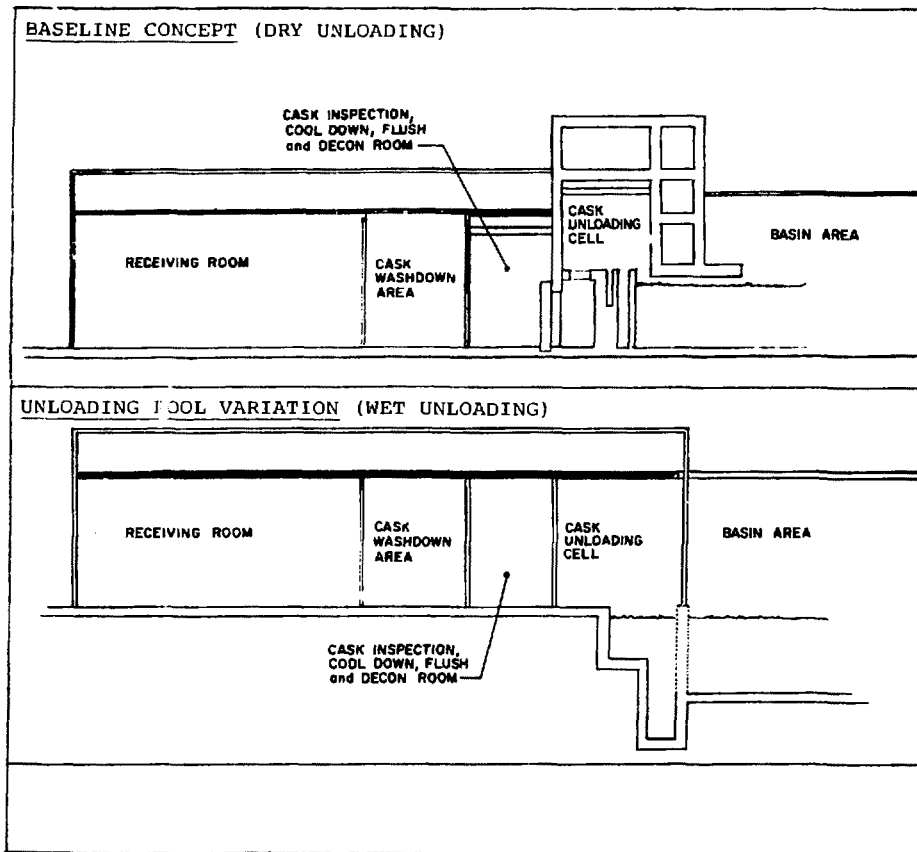 BASELINE CONCEPT (DRY UNLOADING)
CASK INSPECTION,
COOL DOWN, FLUSH
and DECON ROOM
CASK
UNLOADING
CELL
BASIN AREA
RECEIVING ROOM
CASK
WASHDOWN
AREA
UNLOADING OOL VARIATION (WET UNLOADING)
RECEIVING ROOM
CASK
WASHDOWN
AREA
CASK
UNLOADING
CELL
BASIN AREA
CASK INSPECTION,
COOL DOWN, FLUSH
and DECON ROOM